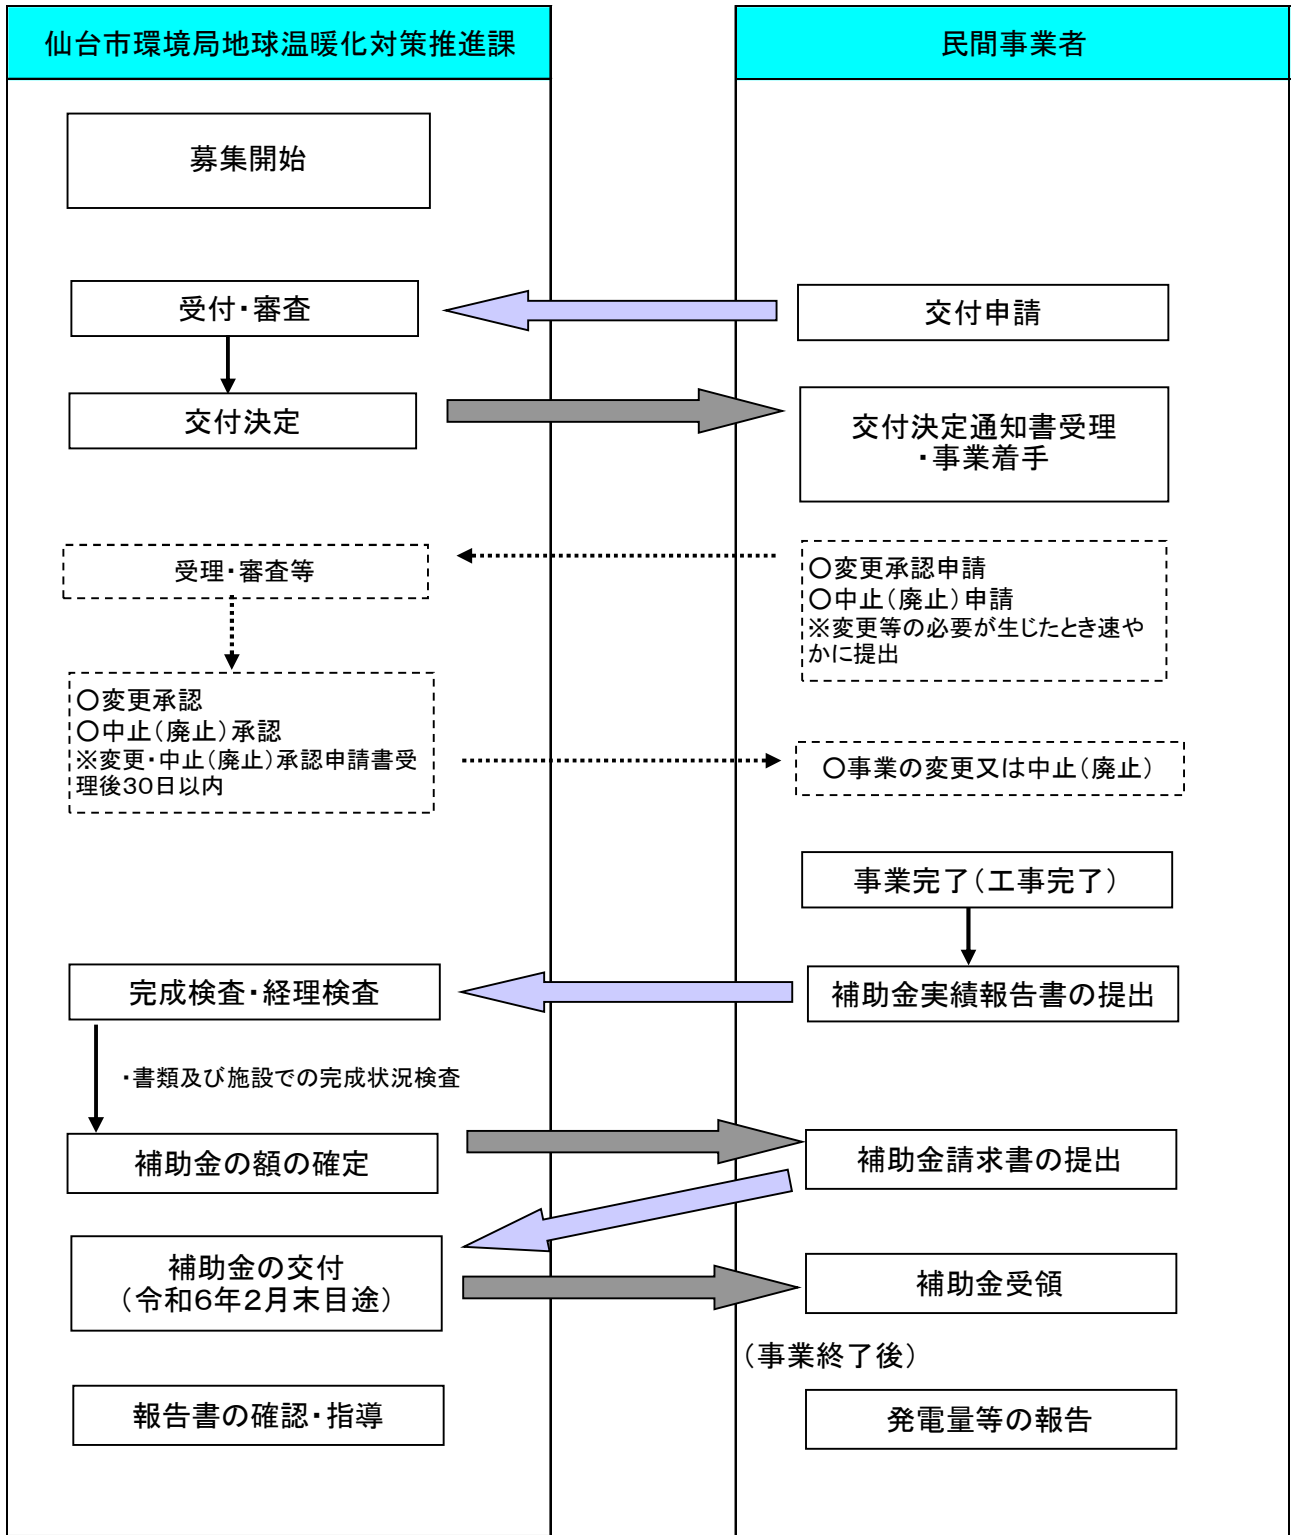 仙台市環境局地球温暖化対策推進課
民間事業者
募集開始
受付・審査
交付申請
交付決定
交付決定通知書受理
・事業着手
受理・審査等
○変更承認申請
○中止（廃止）申請
※変更等の必要が生じたとき速や
かに提出
○変更承認
○中止（廃止）承認
※変更・中止（廃止）承認申請書受
理後30日以内
○事業の変更又は中止（廃止）
事業完了（工事完了）
完成検査・経理検査
補助金実績報告書の提出
・書類及び施設での完成状況検査
補助金の額の確定
補助金請求書の提出
補助金の交付
（令和6年2月末目途）
補助金受領
（事業終了後）
報告書の確認・指導
発電量等の報告